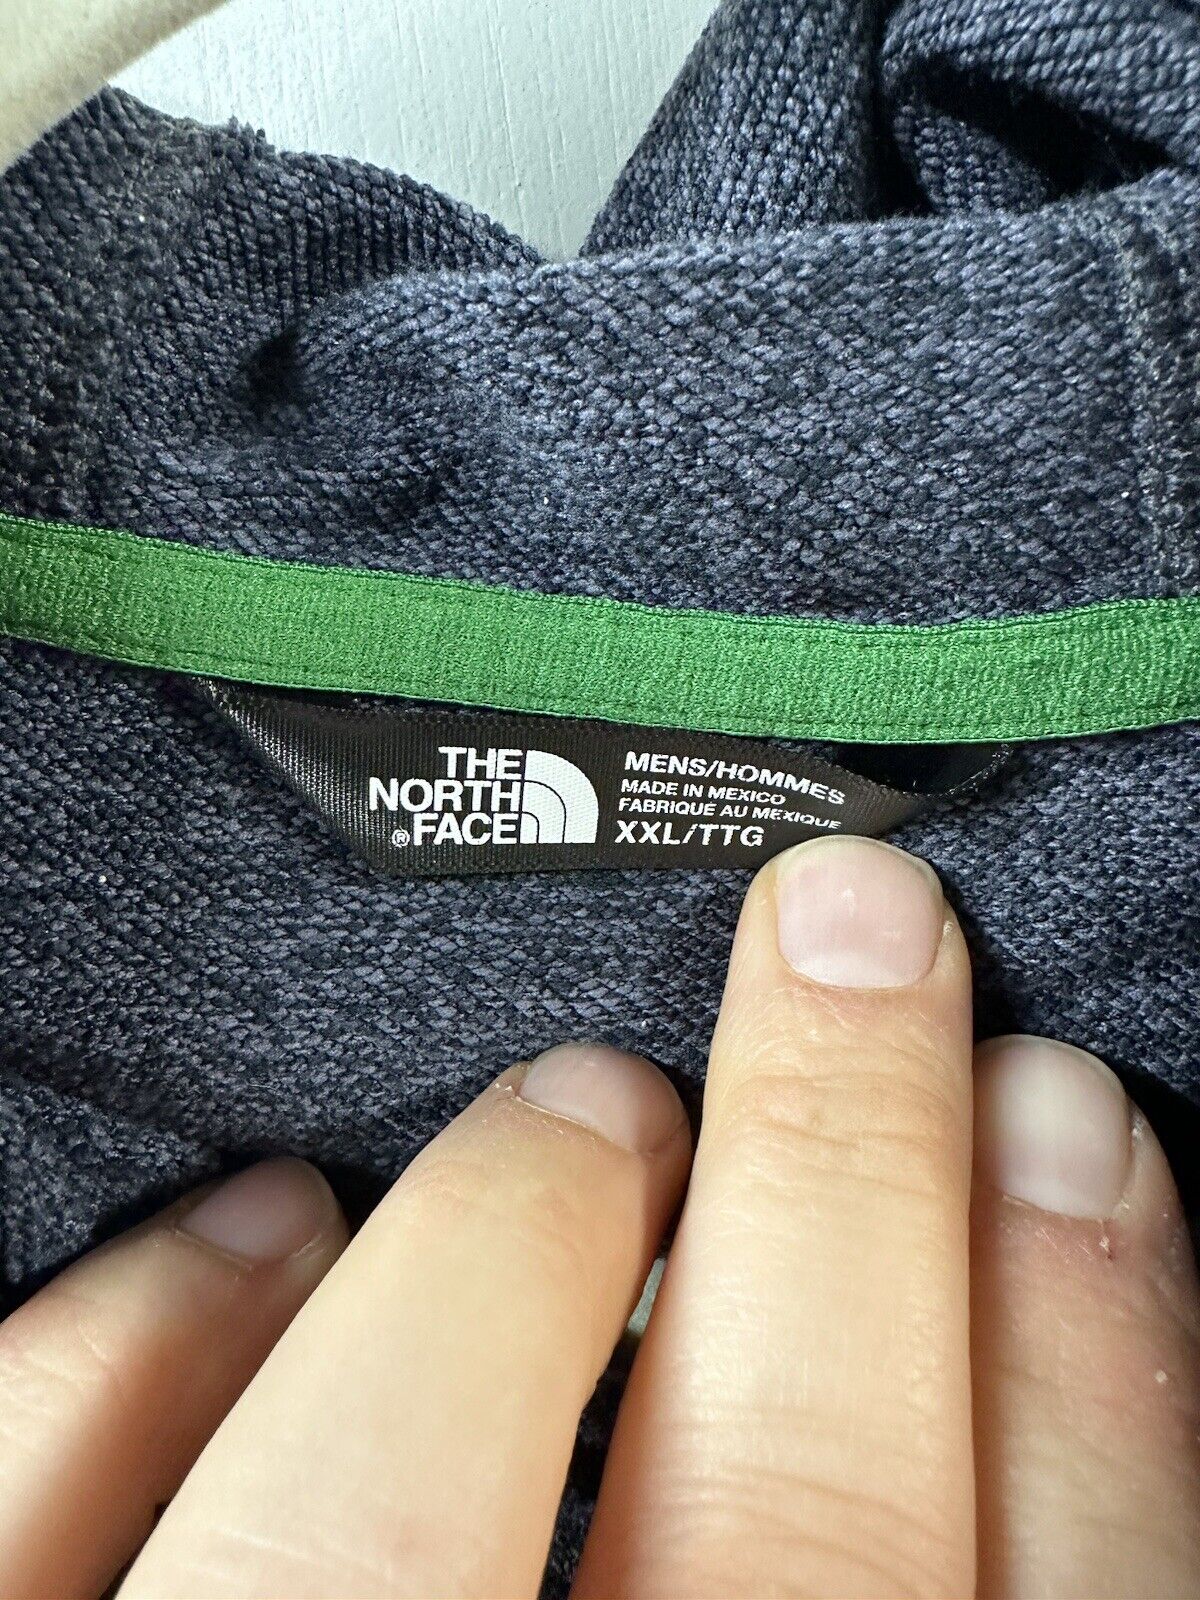 THE
NORTH
® FACE
MENS/HOMMES
MADE IN MEXICO
FABRIQUE AU MEXIQUE
XXL/TTG